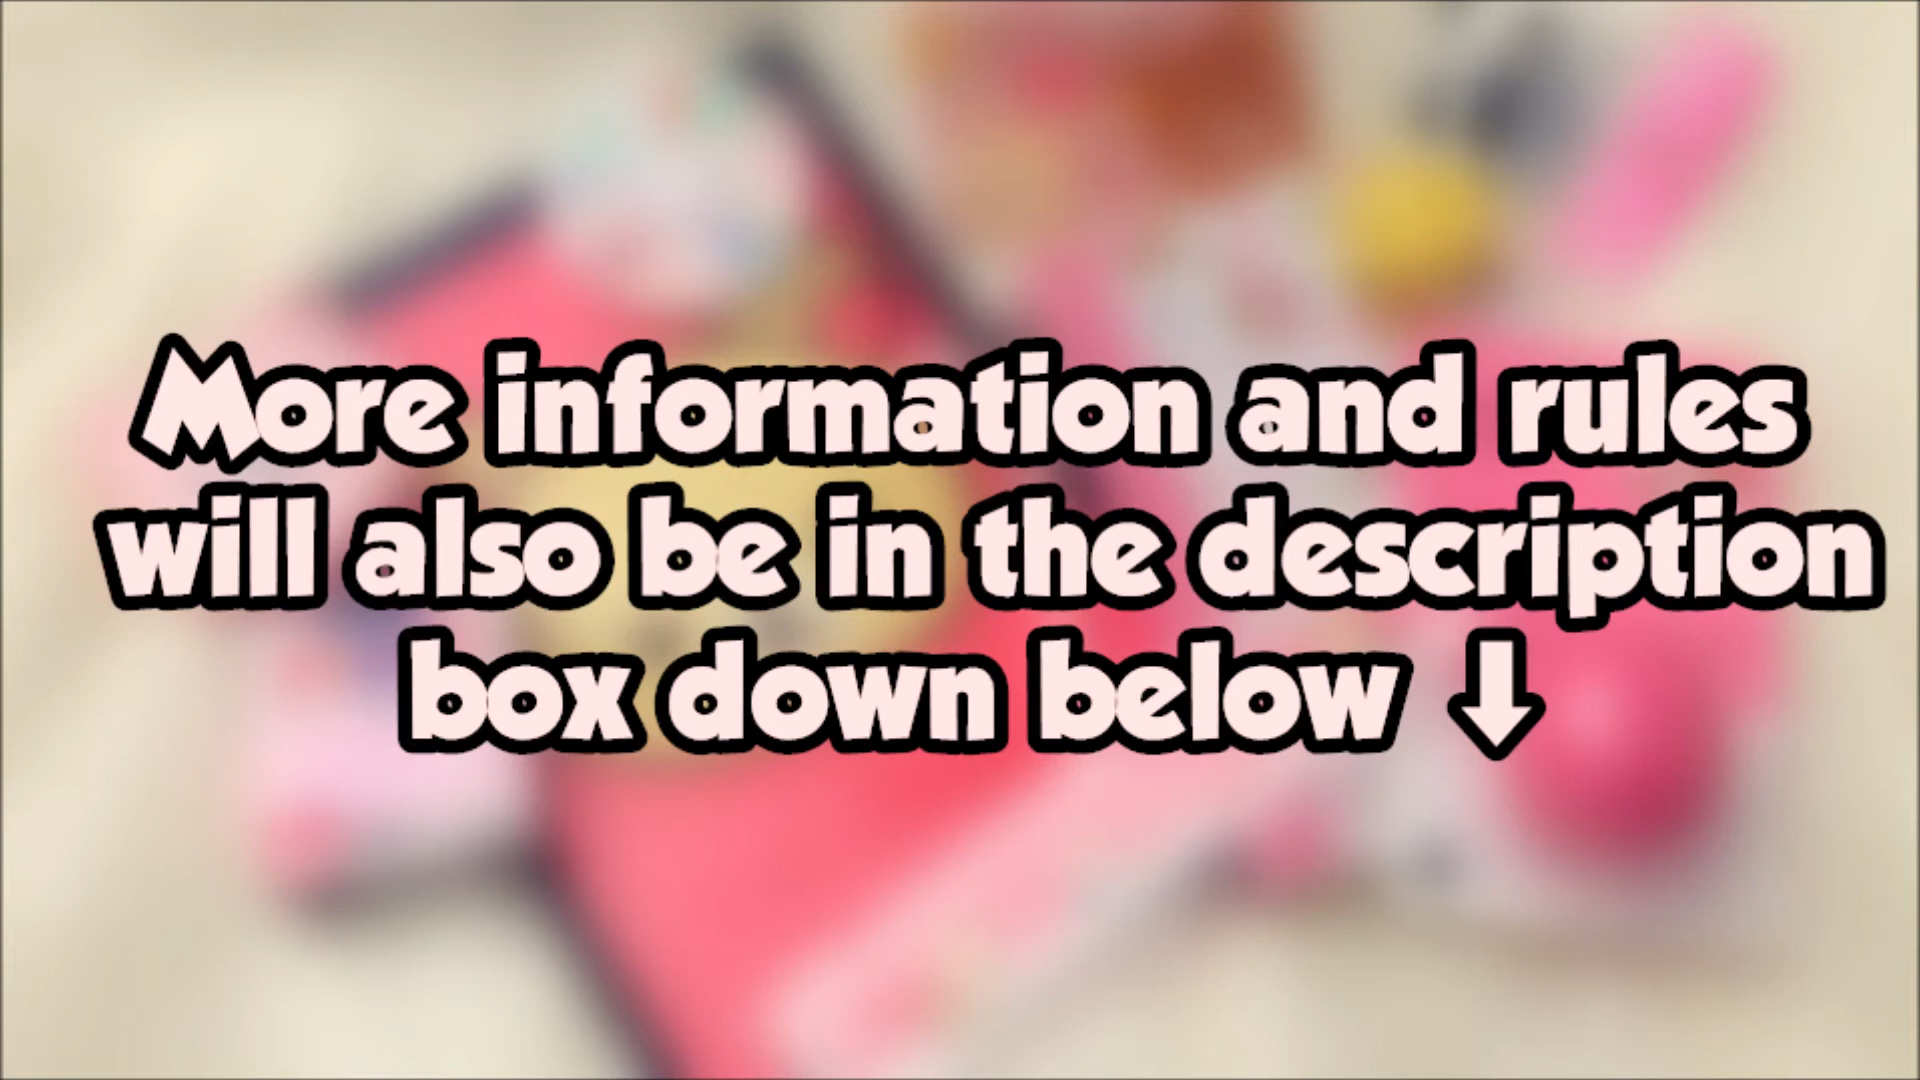 More information and rules
will also be in the description
box down below ⬇